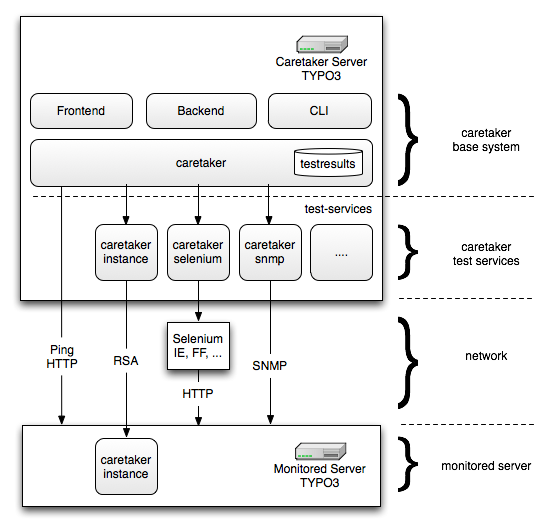 Caretaker Server
TYPO3
Frontend
Backend
CLI
caretaker
base system
caretaker
testresults
test-services
caretaker
instance
caretaker
selenium
caretaker
snmp
....
caretaker
test services
Ping
HTTP
RSA
Selenium
IE, FF, ...
HTTP
SNMP
network
caretaker
instance
Monitored Server
TYPO3
monitored server